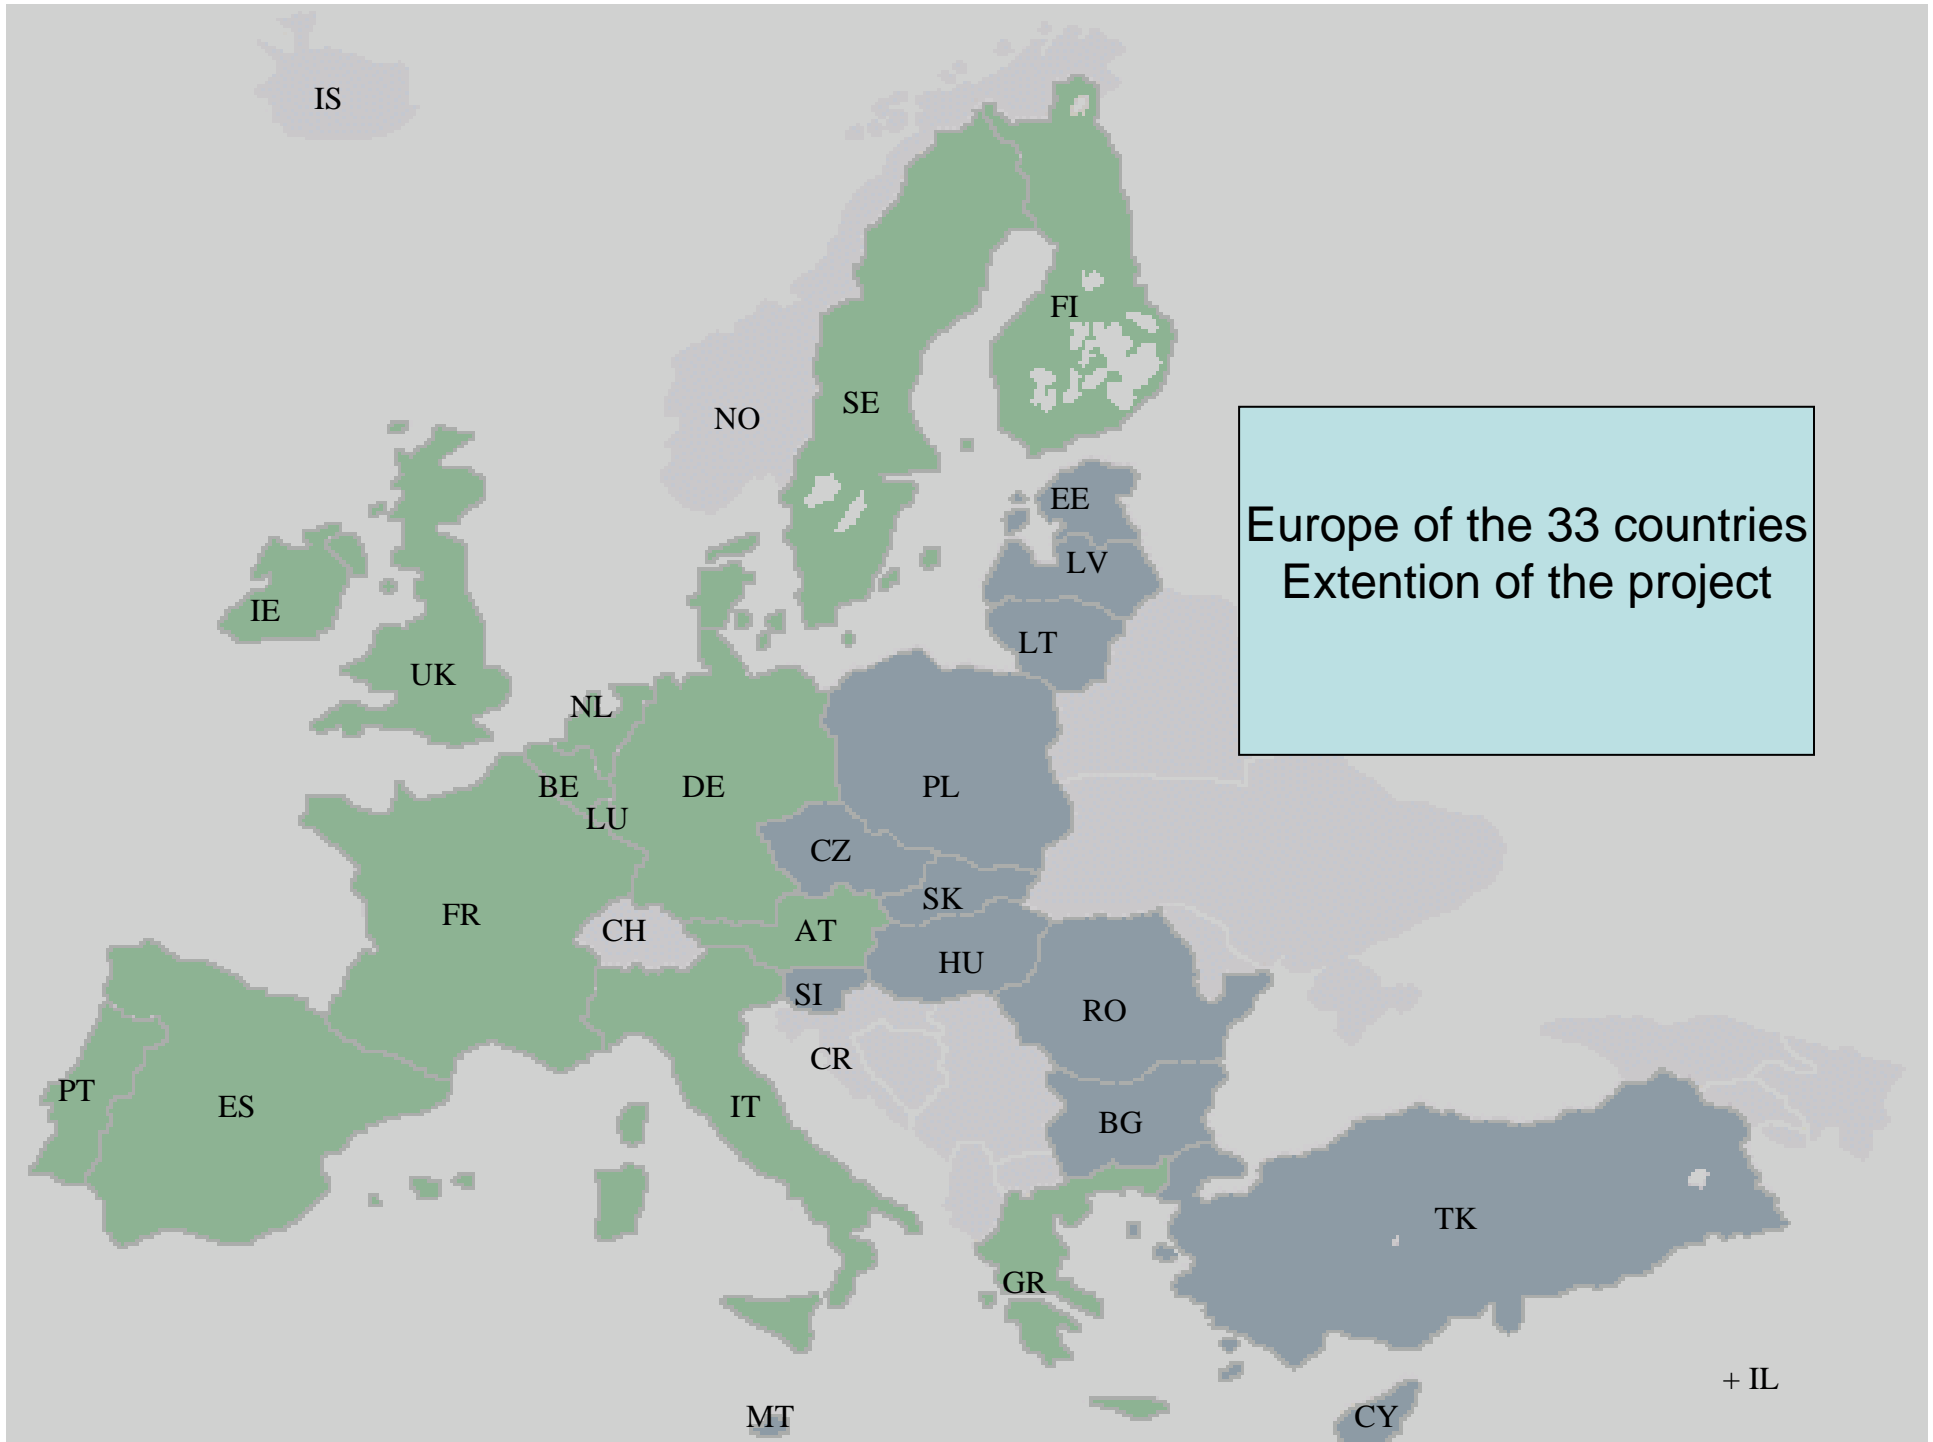 IS
FI
SE
NO
EE
Europe of the 33 countries
LV
Extention of the project
IE
LT
UK
NL
BE
DE
PL
LU
CZ
SK
FR
CH
AT
HU
SI
RO
CR
PT
ES
IT
BG
TK
GR
+ IL
MT
CY